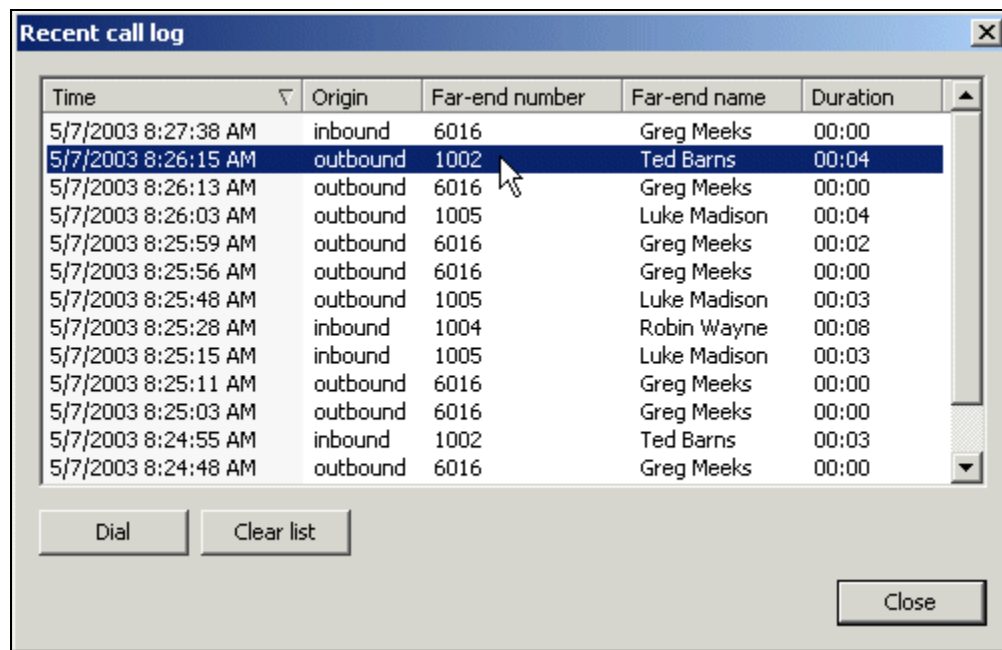 Recent call log
Time Origin Far-end number Far-end name Duration
5/7/2003 8:27:38 AM inbound 6016 Greg Meeks 00:00
5/7/2003 8:26:15 AM outbound 1002 Ted Barns 00:04
5/7/2003 8:26:13 AM outbound 6016 Greg Meeks 00:00
5/7/2003 8:26:03 AM outbound 1005 Luke Madison 00:04
5/7/2003 8:25:59 AM outbound 6016 Greg Meeks 00:02
5/7/2003 8:25:56 AM outbound 6016 Greg Meeks 00:00
5/7/2003 8:25:48 AM outbound 1005 Luke Madison 00:03
5/7/2003 8:25:28 AM inbound 1004 Robin Wayne 00:08
5/7/2003 8:25:15 AM inbound 1005 Luke Madison 00:03
5/7/2003 8:25:11 AM outbound 6016 Greg Meeks 00:00
5/7/2003 8:25:03 AM outbound 6016 Greg Meeks 00:00
5/7/2003 8:24:55 AM inbound 1002 Ted Barns 00:03
5/7/2003 8:24:48 AM outbound 6016 Greg Meeks 00:00
Dial Clear list
Close